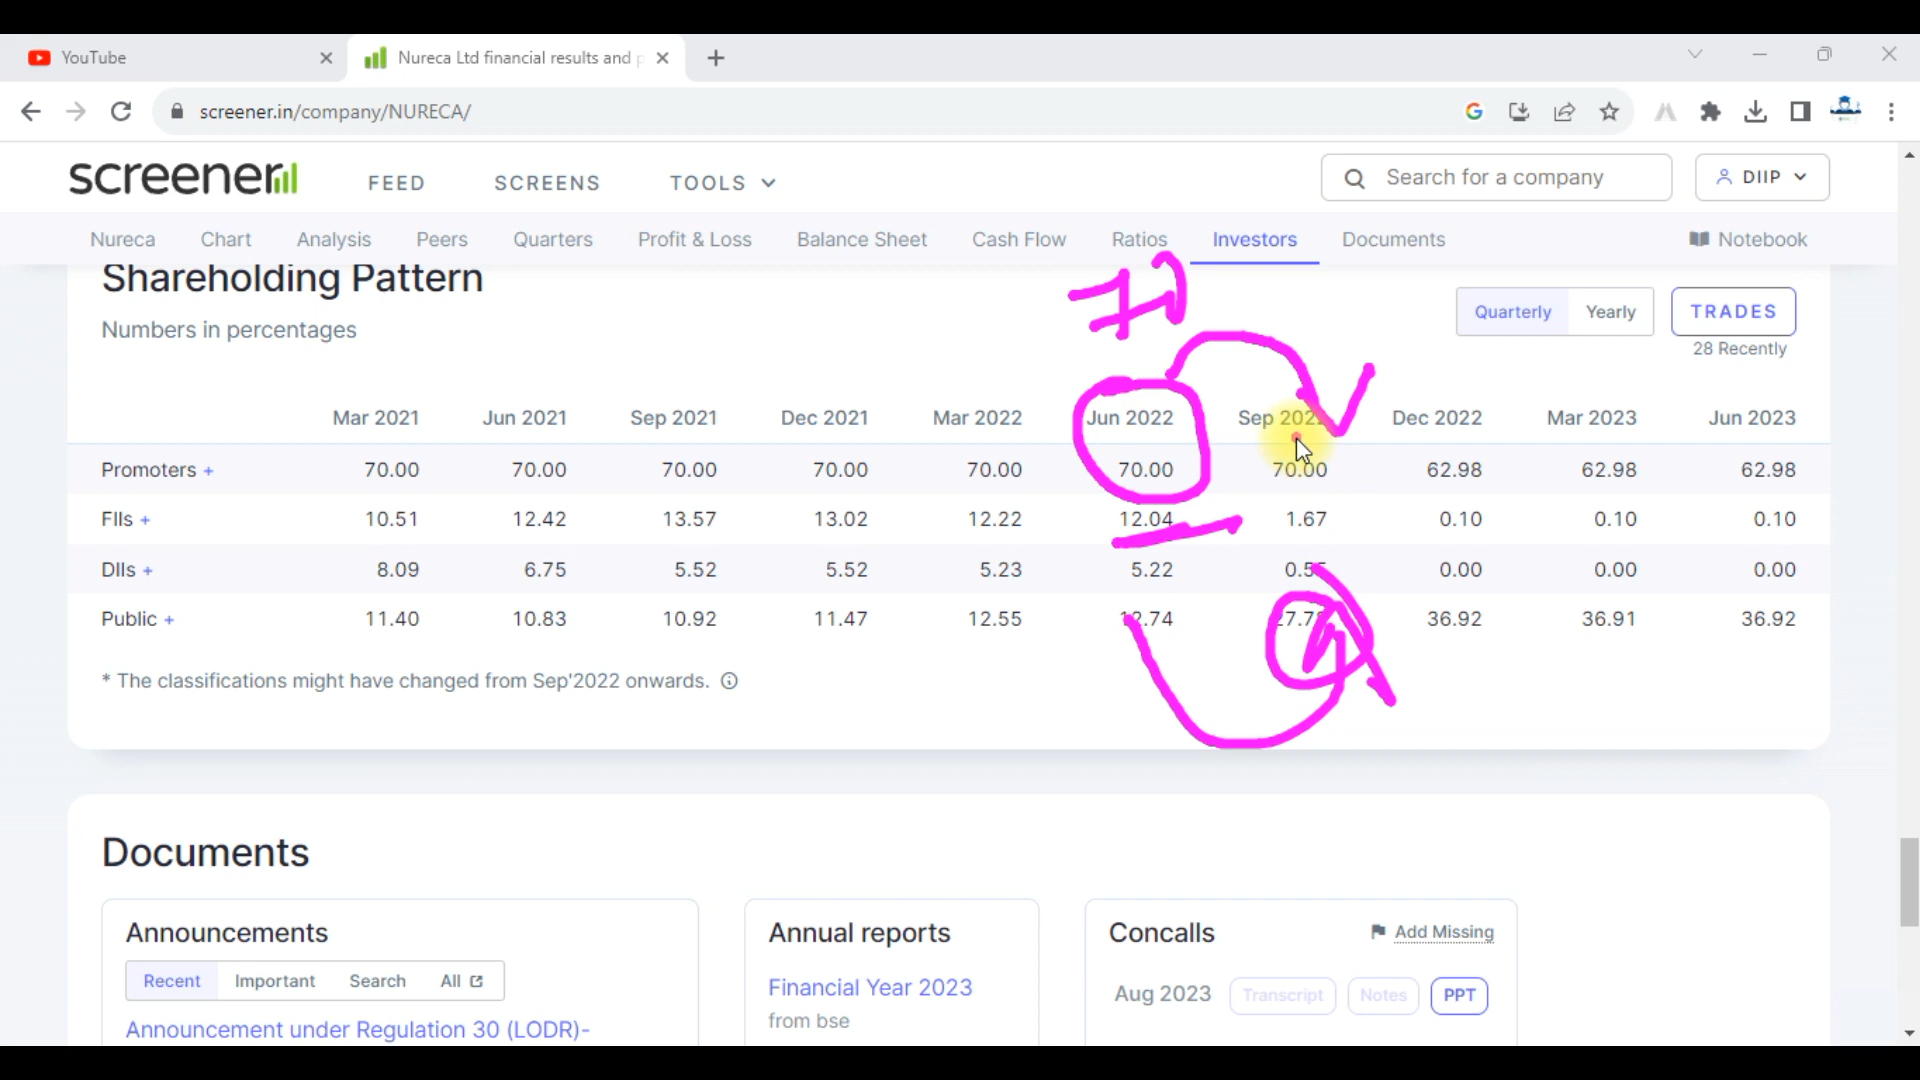 YouTube
Nureca Ltd financial results and p
screener.in/company/NURECA/
screener FEED SCREENS TOOLS Search for a company DIIP
Nureca Chart Analysis Peers Quarters Profit & Loss Balance Sheet Cash Flow Ratios Investors Documents Notebook
Shareholding Pattern
Numbers in percentages
Quarterly Yearly TRADES
28 Recently
Mar 2021 Jun 2021 Sep 2021 Dec 2021 Mar 2022 Jun 2022 Sep 2022 Dec 2022 Mar 2023 Jun 2023
Promoters + 70.00 70.00 70.00 70.00 70.00 70.00 70.00 62.98 62.98 62.98
FIIs + 10.51 12.42 13.57 13.02 12.22 12.04 1.67 0.10 0.10 0.10
DIIs + 8.09 6.75 5.52 5.52 5.23 5.22 0.00 0.00 0.00
Public + 11.40 10.83 10.92 11.47 12.55 12.74 36.92 36.91 36.92
* The classifications might have changed from Sep'2022 onwards.
Documents
Announcements
Recent Important Search All
Announcement under Regulation 30 (LODR)-
Annual reports
Financial Year 2023
from bse
Concalls Add Missing
Aug 2023 Transcript Notes PPT